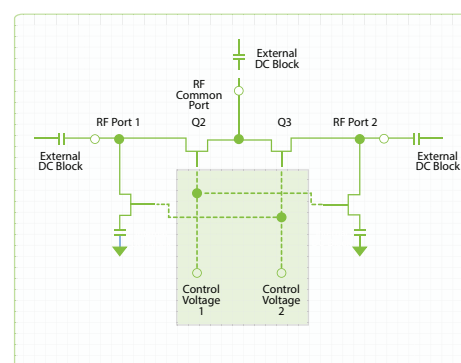 External
DC Block
RF
Common
Port
RF Port 1
Q2
Q3
RF Port 2
External
DC Block
External
DC Block
Control
Voltage
1
Control
Voltage
2